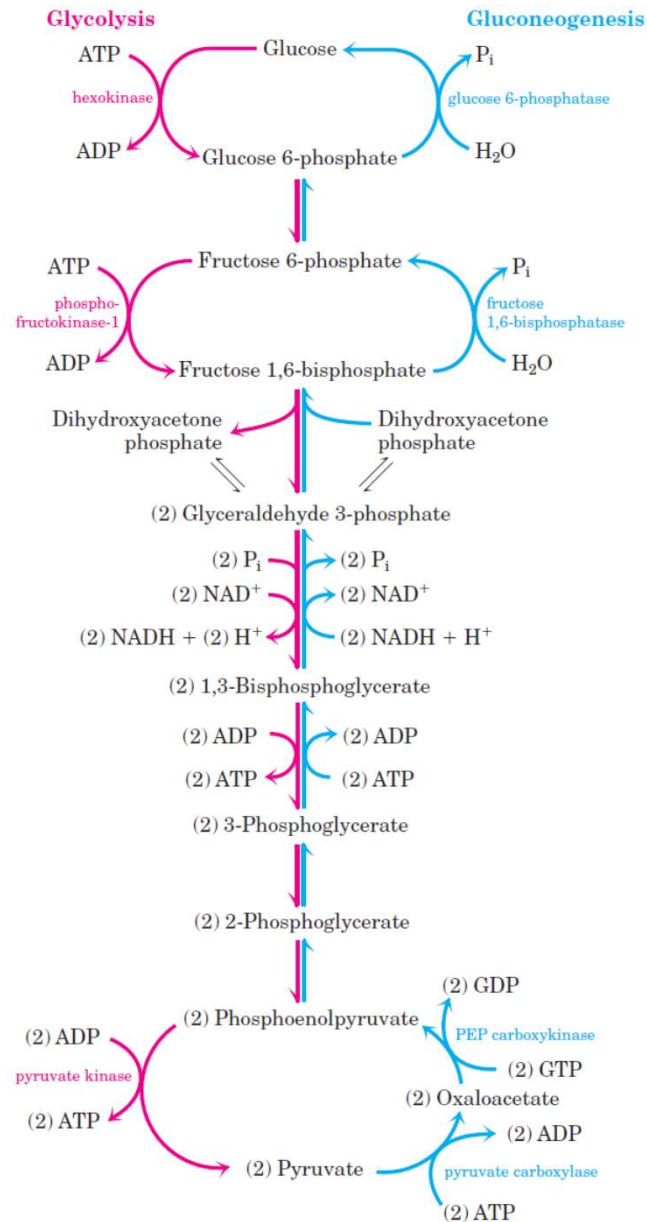 Glycolysis
Gluconeogenesis
ATP
Glucose
Pi
hexokinase
glucose 6-phosphatase
ADP
Glucose 6-phosphate
H2O
ATP
Fructose 6-phosphate
Pi
phospho-
fructokinase-1
fructose
1,6-bisphosphatase
ADP
Fructose 1,6-bisphosphate
H2O
Dihydroxyacetone
phosphate
Dihydroxyacetone
phosphate
(2) Glyceraldehyde 3-phosphate
(2) Pi
(2) Pi
(2) NAD+
(2) NAD+
(2) NADH + (2) H+
(2) NADH + H+
(2) 1,3-Bisphosphoglycerate
(2) ADP
(2) ADP
(2) ATP
(2) ATP
(2) 3-Phosphoglycerate
(2) 2-Phosphoglycerate
(2) GDP
(2) Phosphoenolpyruvate
(2) ADP
PEP carboxykinase
pyruvate kinase
(2) GTP
(2) Oxaloacetate
(2) ATP
(2) ADP
(2) Pyruvate
pyruvate carboxylase
(2) ATP